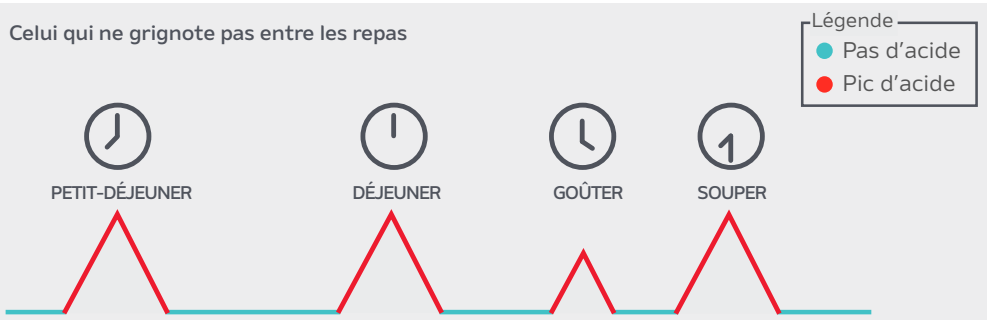 Celui qui ne grignote pas entre les repas
Légende
Pas d’acide
Pic d’acide
PETIT-DÉJEUNER
DÉJEUNER
GOÛTER
SOUPER